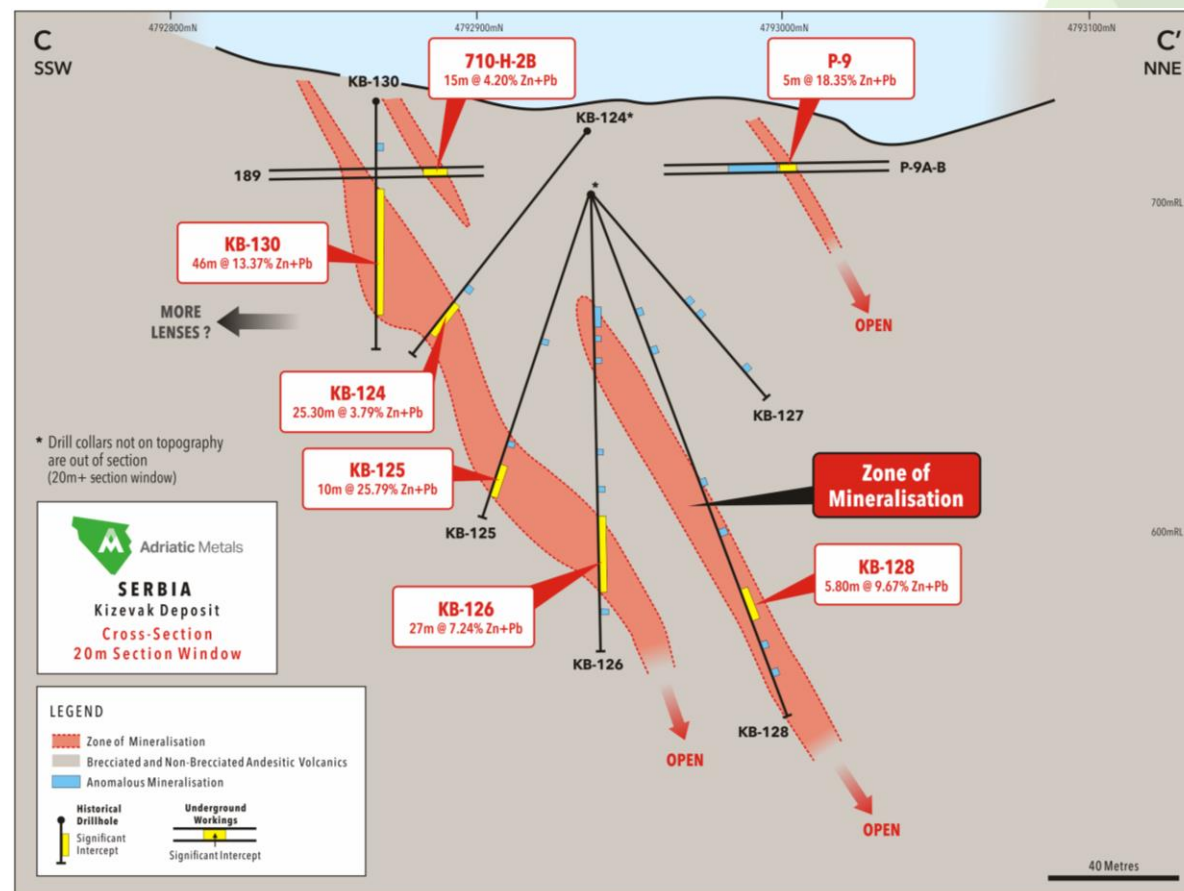 4792800mN
4792900mN
4793000mN
4793100mN
C
SSW
C'
NNE
KB-130
710-H-2B
15m @ 4.20% Zn+Pb
P-9
5m @ 18.35% Zn+Pb
KB-124*
189
*
P-9A-B
700mRL
KB-130
46m @ 13.37% Zn+Pb
MORE
LENSES ?
OPEN
KB-124
25.30m @ 3.79% Zn+Pb
KB-127
* Drill collars not on topography
are out of section
(20m+ section window)
KB-125
10m @ 25.79% Zn+Pb
Zone of
Mineralisation
KB-125
600mRL
Adriatic Metals
SERBIA
Kizevak Deposit
Cross-Section
20m Section Window
KB-126
27m @ 7.24% Zn+Pb
KB-128
5.80m @ 9.67% Zn+Pb
KB-126
KB-128
OPEN
OPEN
LEGEND
Zone of Mineralisation
Brecciated and Non-Brecciated Andesitic Volcanics
Anomalous Mineralisation
Historical
Drillhole
Significant
Intercept
Underground
Workings
Significant Intercept
40 Metres